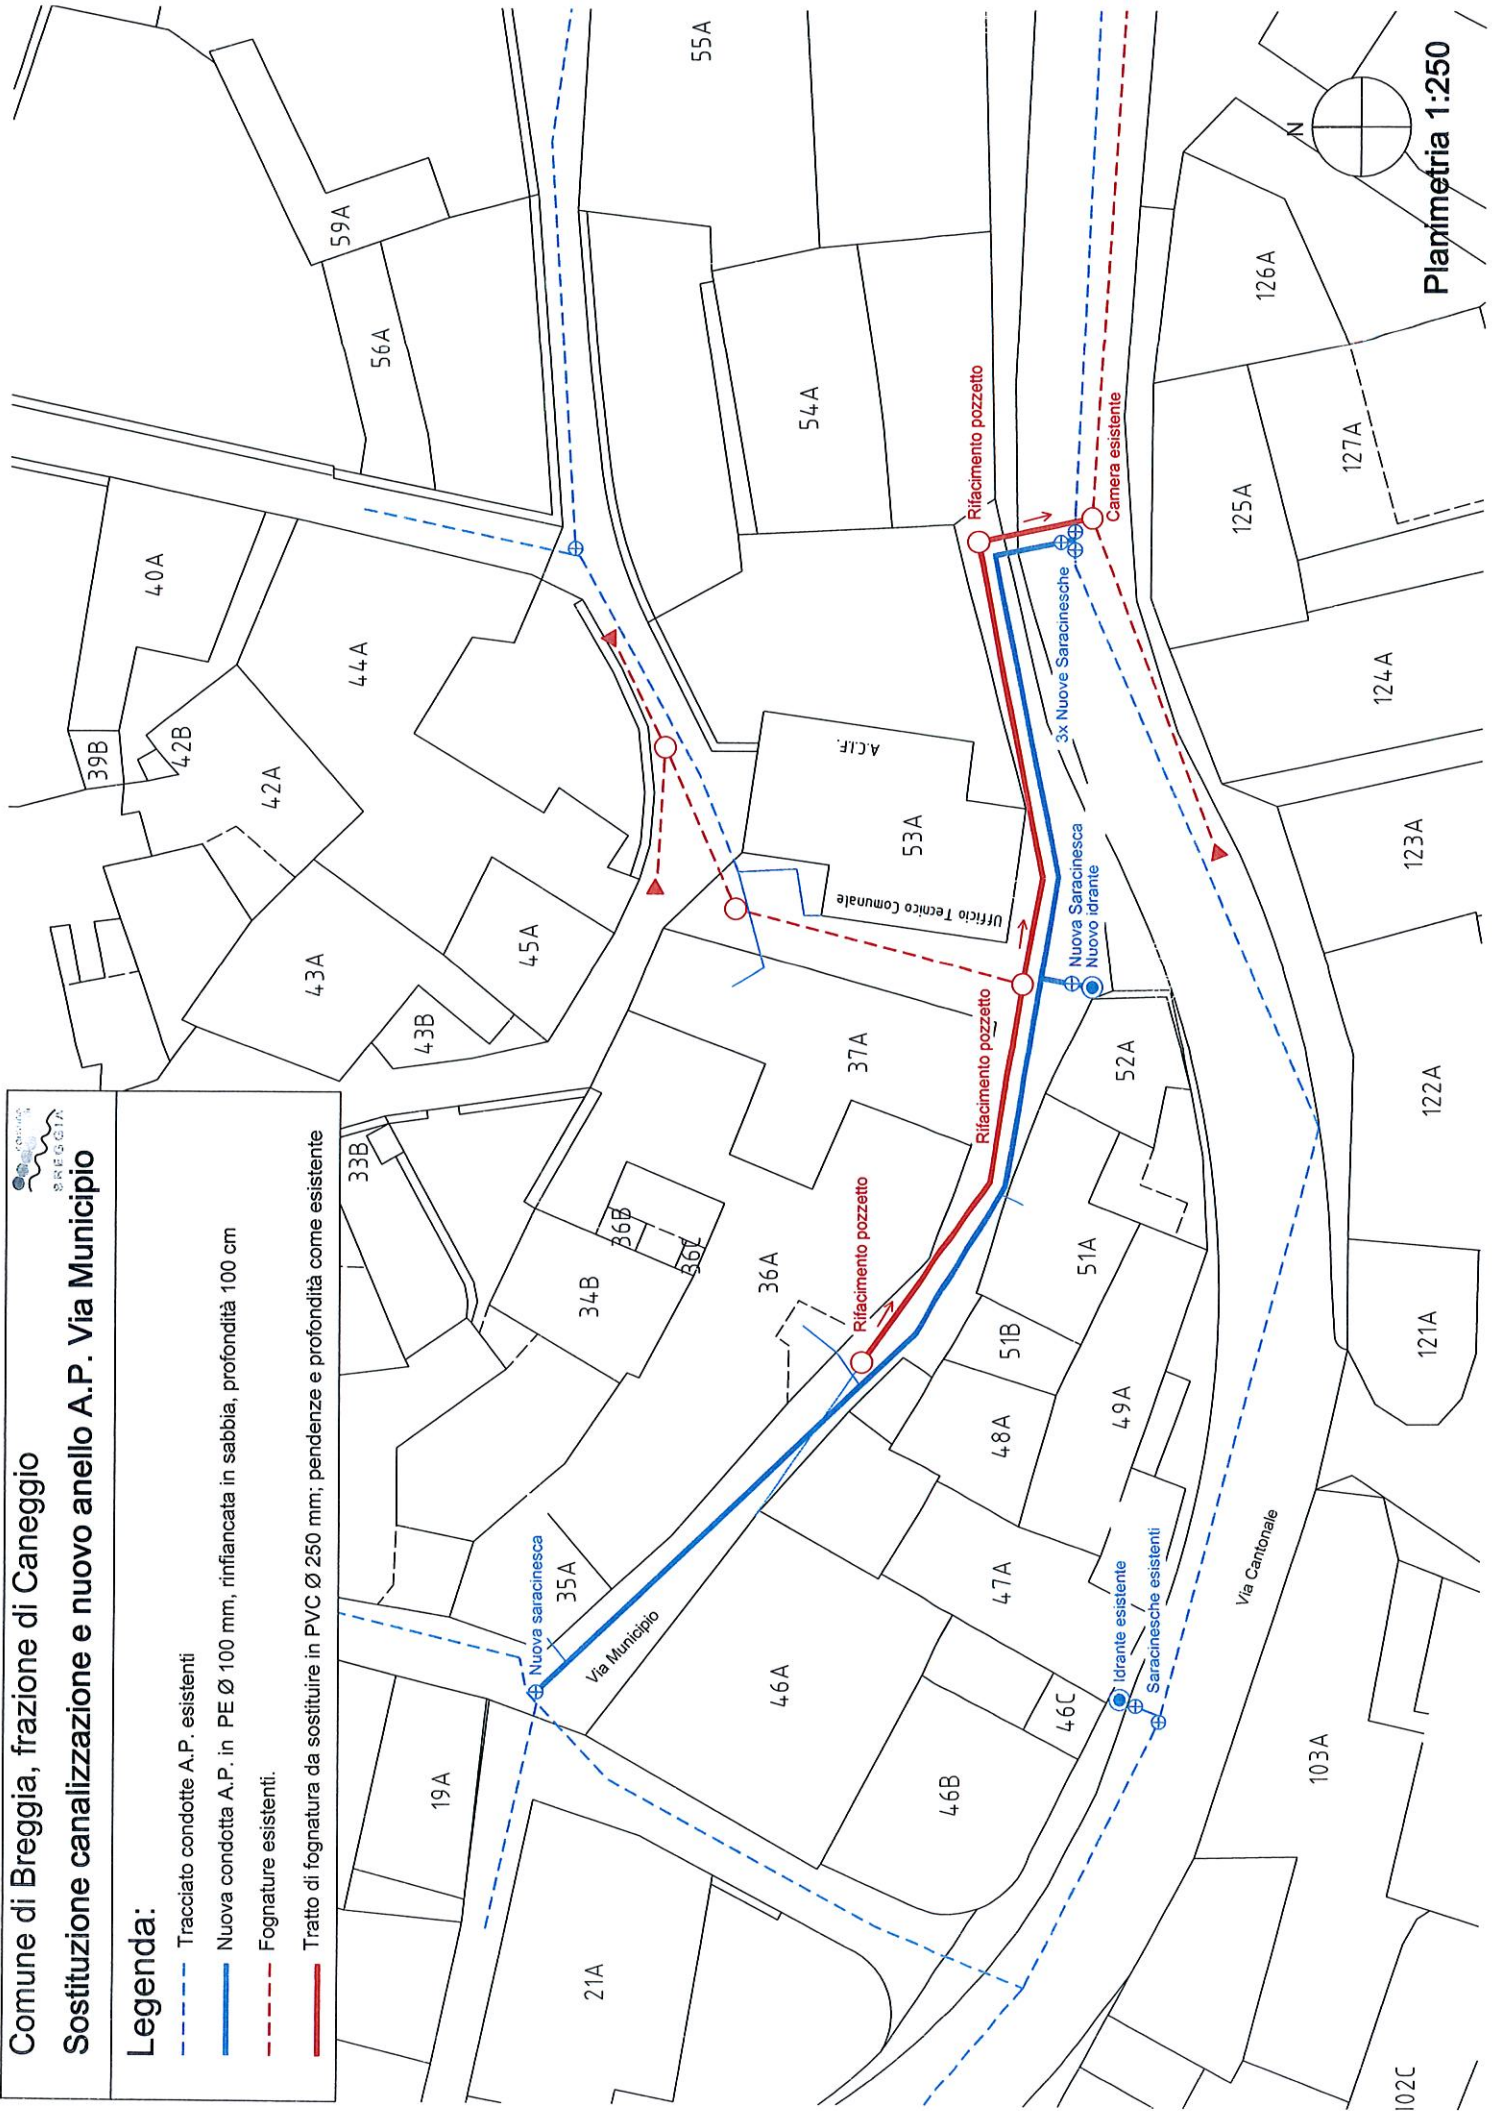 Comune di Breggia, frazione di Caneggio
Sostituzione canalizzazione e nuovo anello A.P. Via Municipio
BREGGIA
Legenda:
Tracciato condotte A.P. esistenti
Nuova condotta A.P. in PE Ø 100 mm, rinfiancata in sabbia, profondità 100 cm
Fognature esistenti.
Tratto di fognatura da sostituire in PVC Ø 250 mm; pendenze e profondità come esistente
39B
40A
42B
42A
44A
59A
56A
55A
43A
43B
45A
33B
54A
A.C.I.F.
53A
Ufficio Tecnico Comunale
Rifacimento pozzetto
Camera esistente
3x Nuove Saracinesche
Nuova Saracinesca
Nuovo idrante
Rifacimento pozzetto
37A
36B
36C
34B
36A
Rifacimento pozzetto
52A
51A
51B
48A
49A
35A
Nuova saracinesca
Via Municipio
47A
46A
46C
46B
Idrante esistente
Saracinesche esistenti
Via Cantonale
19A
21A
126A
127A
125A
124A
123A
122A
121A
103A
102C
N
Planimetria 1:250